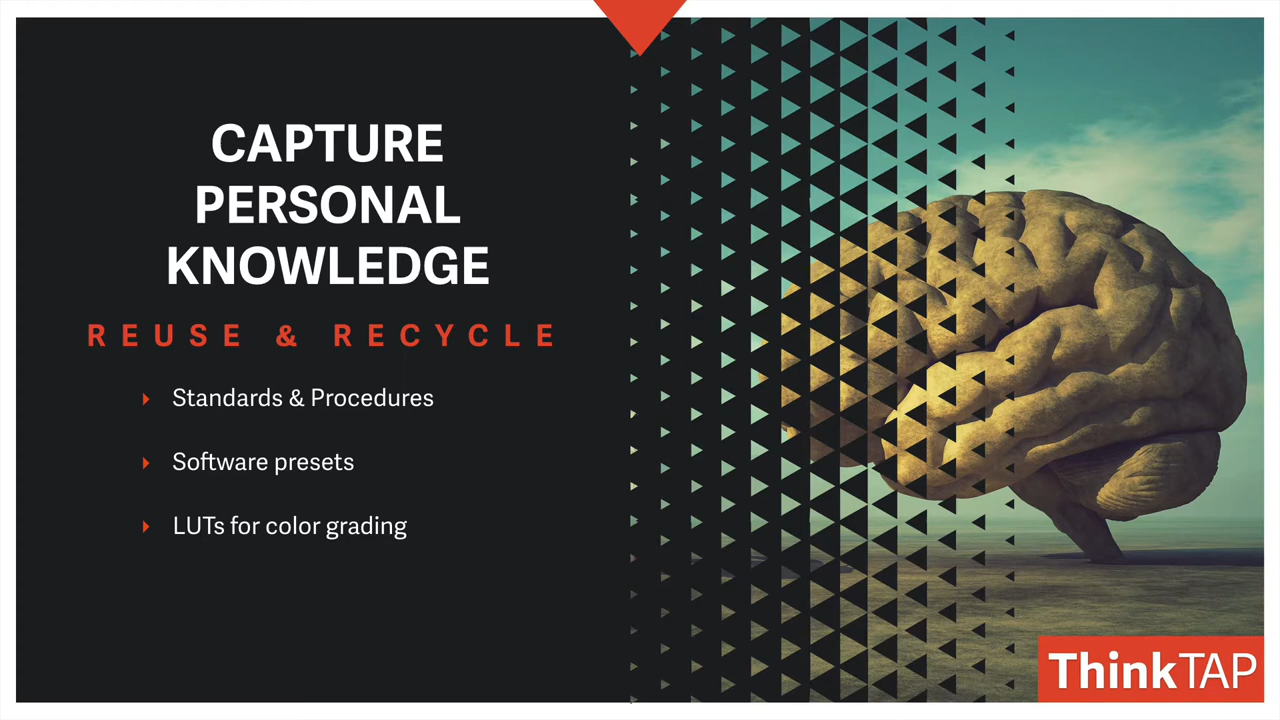 CAPTURE
PERSONAL
KNOWLEDGE
REUSE & RECYCLE
Standards & Procedures
Software presets
LUTs for color grading
ThinkTAP